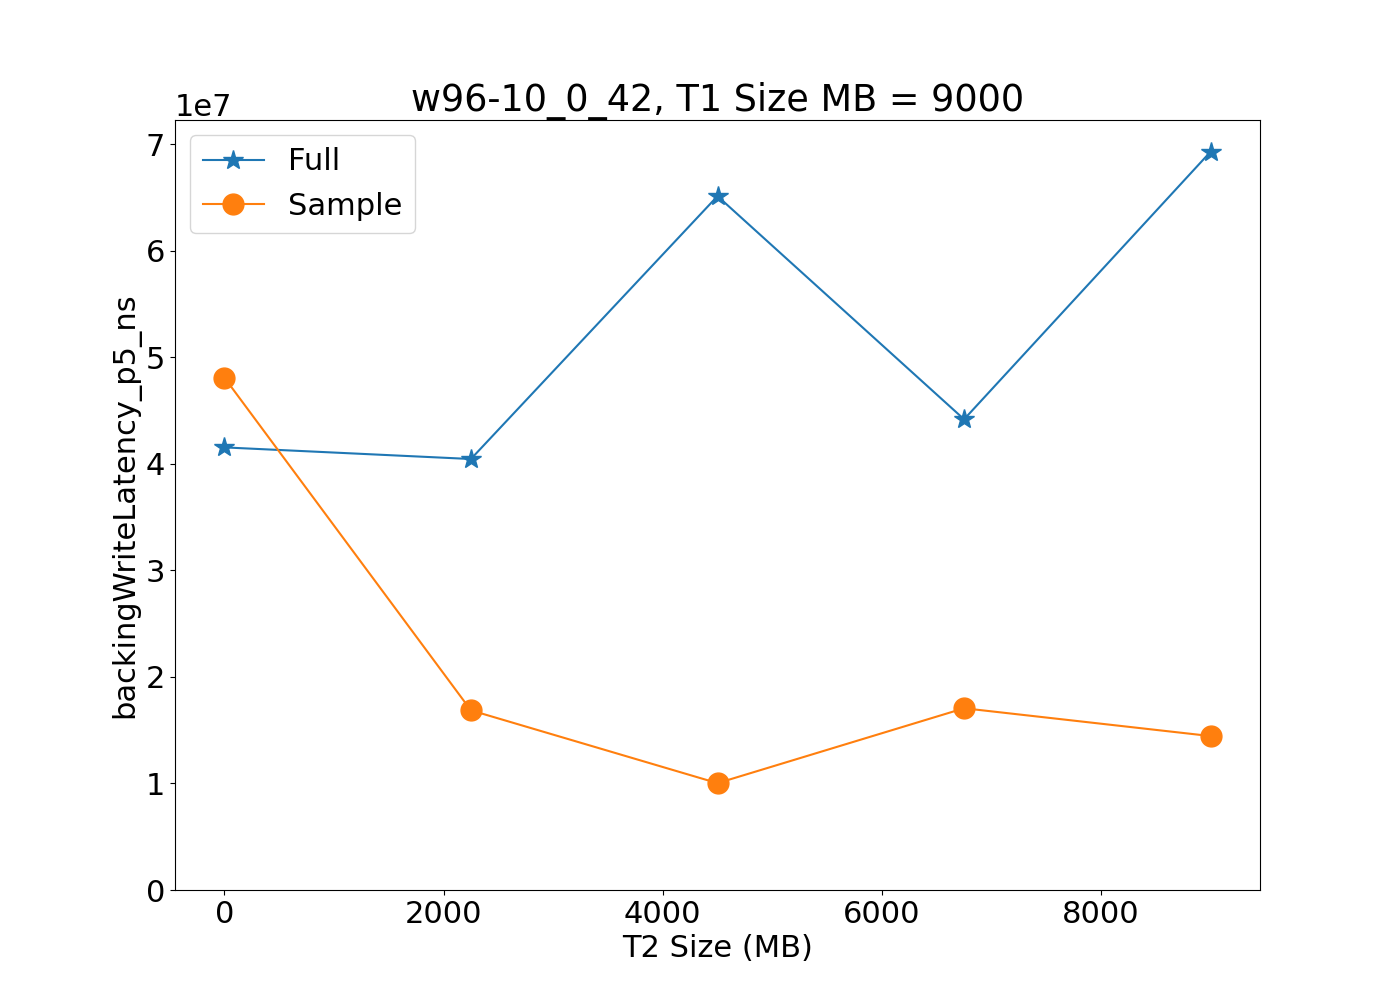 w96-10_0_42, T1 Size MB = 9000
1e7
Full
Sample
7
6
5
4
3
2
1
0
backingWriteLatency_p5_ns
0 2000 4000 6000 8000
T2 Size (MB)